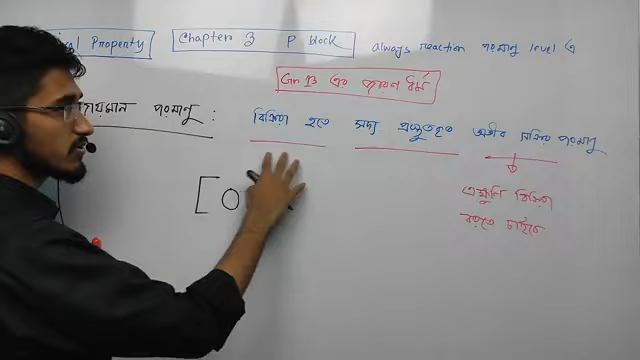 Property
Chapter 3 P block
always reaction পরমাণু level এ
Gr-13 এর জারণ ধর্ম
জায়মান পরমাণু :
বিক্রিয়া হতে সদ্য প্রস্তুতকৃত অতীব সক্রিয় পরমাণু
এক্ষুনি বিক্রিয়া
করতে চাইবে
[O